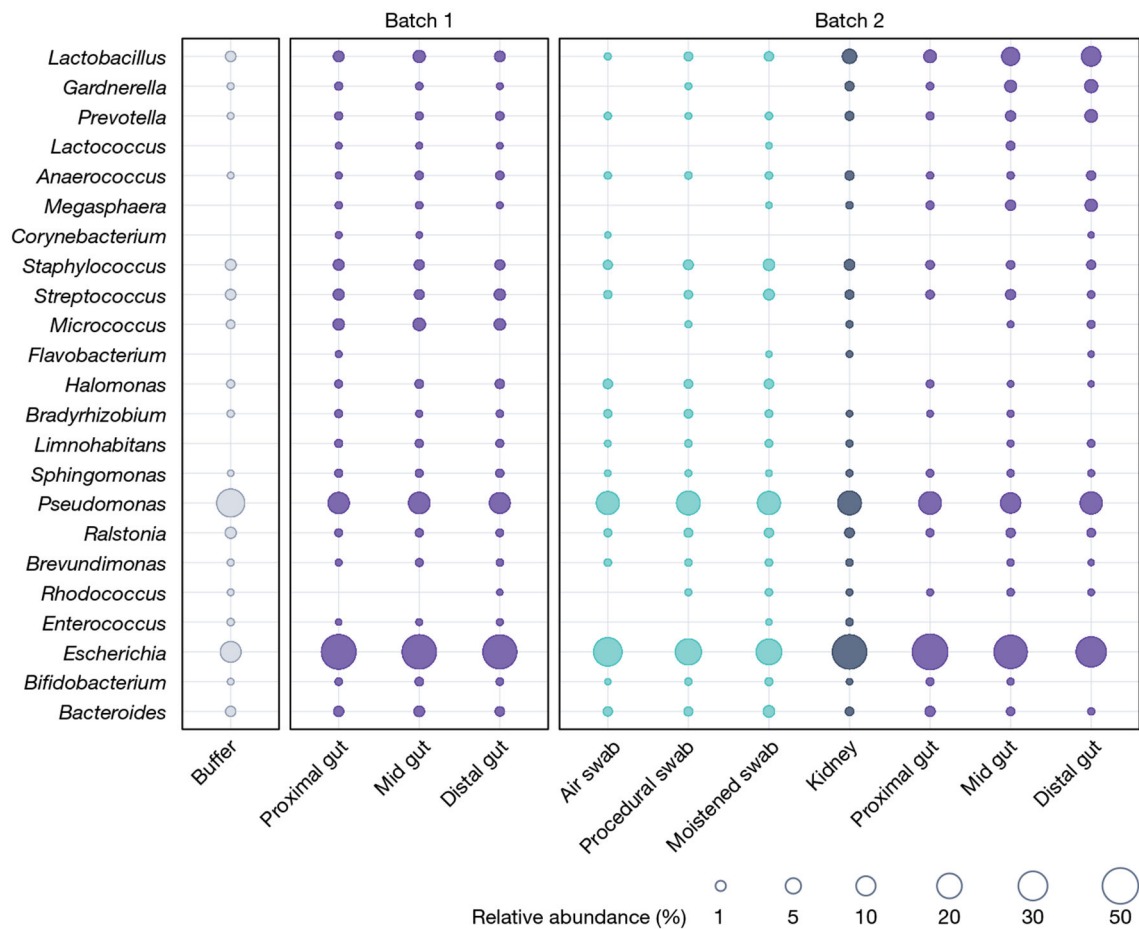 Batch 1
Batch 2
Lactobacillus
Gardnerella
Prevotella
Lactococcus
Anaerococcus
Megasphaera
Corynebacterium
Staphylococcus
Streptococcus
Micrococcus
Flavobacterium
Halomonas
Bradyrhizobium
Limnohabitans
Sphingomonas
Pseudomonas
Ralstonia
Brevundimonas
Rhodococcus
Enterococcus
Escherichia
Bifidobacterium
Bacteroides
Buffer
Proximal gut
Mid gut
Distal gut
Air swab
Procedural swab
Moistened swab
Kidney
Proximal gut
Mid gut
Distal gut
Relative abundance (%) 1 5 10 20 30 50